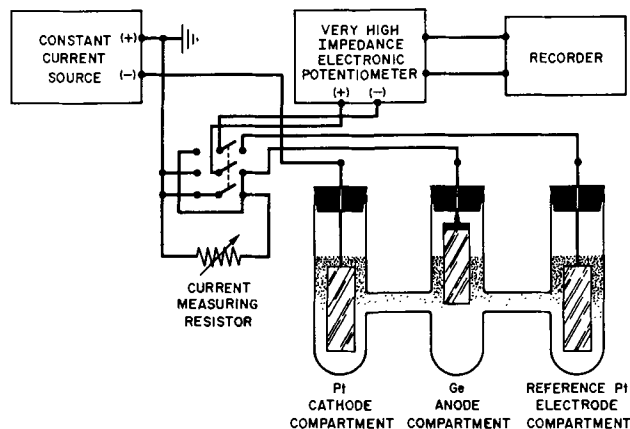 CONSTANT (+)
CURRENT
SOURCE (−)
VERY HIGH
IMPEDANCE
ELECTRONIC
POTENTIOMETER
(+) (−)
RECORDER
CURRENT
MEASURING
RESISTOR
Pt
CATHODE
COMPARTMENT
Ge
ANODE
COMPARTMENT
REFERENCE Pt
ELECTRODE
COMPARTMENT